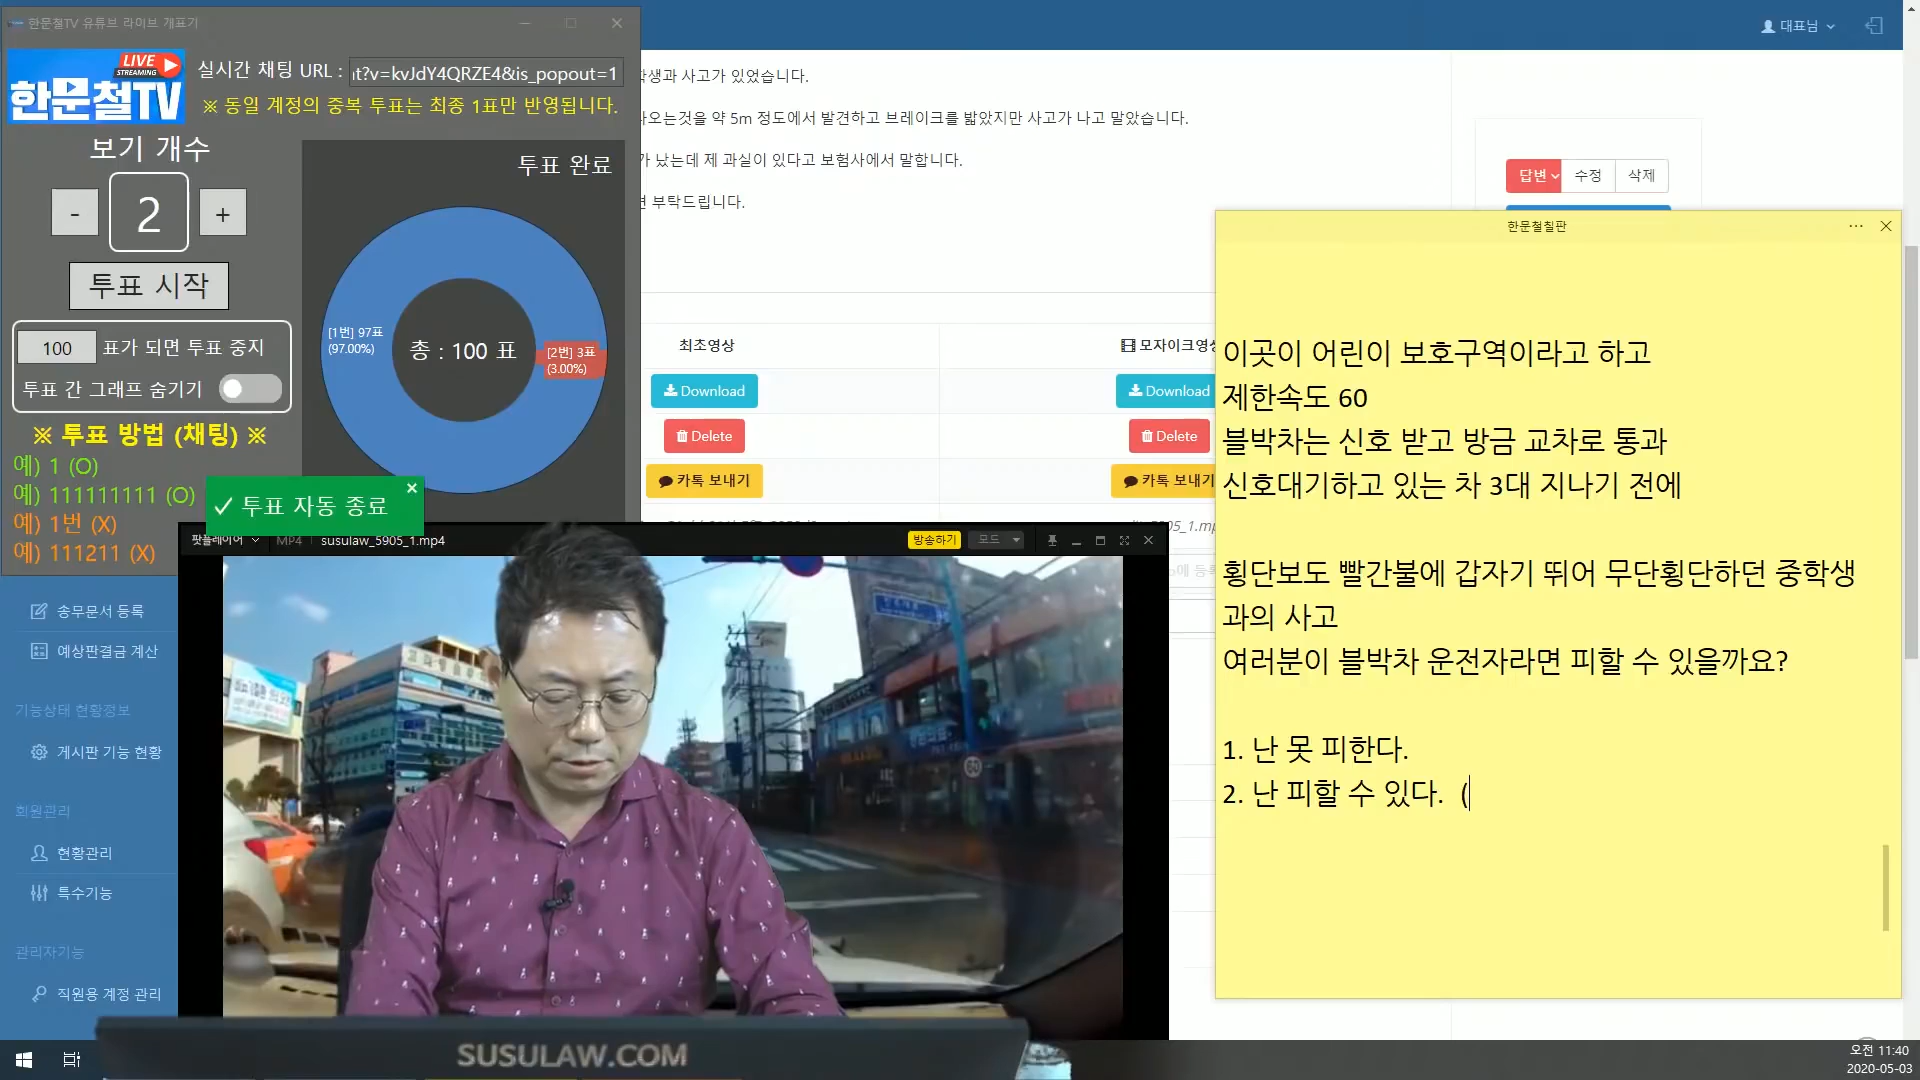 한문철TV 유튜브 라이브 개표기
LIVE
STREAMING
한문철TV
실시간 채팅 URL :
t?v=kvJdY4QRZE4&is_popout=1
※ 동일 계정의 중복 투표는 최종 1표만 반영됩니다.
보기 개수
- 2 +
투표 시작
100 표가 되면 투표 중지
투표 간 그래프 숨기기
※ 투표 방법 (채팅) ※
예) 1 (O)
예) 111111111 (O)
예) 1번 (X)
예) 111211 (X)
투표 완료
[1번] 97표
(97.00%)
총 : 100 표
[2번] 3표
(3.00%)
✓ 투표 자동 종료
대표님
학생과 사고가 있었습니다.
나오는것을 약 5m 정도에서 발견하고 브레이크를 밟았지만 사고가 나고 말았습니다.
가 났는데 제 과실이 있다고 보험사에서 말합니다.
부탁드립니다.
답변 수정 삭제
최초영상
모자이크영상
Download
Download
Delete
Delete
카톡 보내기
카톡 보내기
팟플레이어
MP4
susulaw_5905_1.mp4
방송하기
모드
송무문서 등록
예상판결금 계산
기능상태 현황정보
게시판 기능 현황
회원관리
현황관리
특수기능
관리자기능
직원용 계정 관리
한문철칠판
이곳이 어린이 보호구역이라고 하고
제한속도 60
블박차는 신호 받고 방금 교차로 통과
신호대기하고 있는 차 3대 지나기 전에
횡단보도 빨간불에 갑자기 뛰어 무단횡단하던 중학생
과의 사고
여러분이 블박차 운전자라면 피할 수 있을까요?
1. 난 못 피한다.
2. 난 피할 수 있다. (
SUSULAW.COM
오전 11:40
2020-05-03